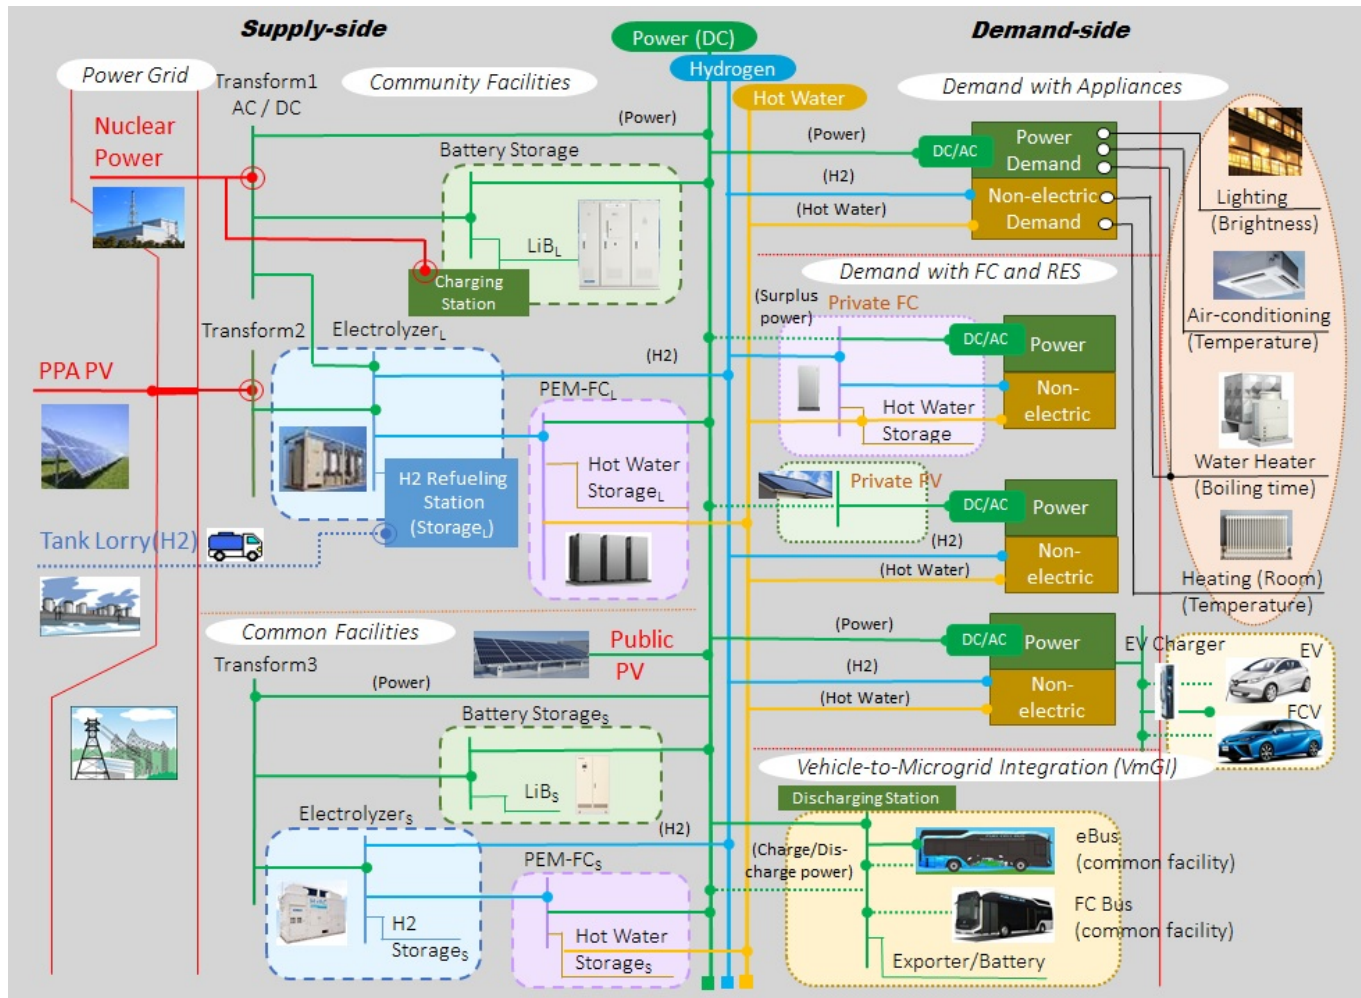 Supply-side
Power (DC)
Demand-side
Hydrogen
Hot Water
Power Grid
Transform1
AC / DC
Community Facilities
Demand with Appliances
Nuclear
Power
(Power)
Battery Storage
LiBL
Charging
Station
(Power)
DC/AC
Power
Demand
(H2)
Non-electric
Demand
(Hot Water)
Lighting
(Brightness)
Air-conditioning
(Temperature)
Water Heater
(Boiling time)
Heating (Room)
(Temperature)
Demand with FC and RES
(Surplus
power)
Private FC
DC/AC
Power
Non-
electric
Hot Water
Storage
Transform2
ElectrolyzerL
(H2)
PPA PV
PEM-FCL
Hot Water
StorageL
H2 Refueling
Station
(StorageL)
Tank Lorry(H2)
Private PV
DC/AC
Power
(H2)
Non-
electric
(Hot Water)
Common Facilities
Public
PV
Transform3
(Power)
Battery StorageS
LiBS
ElectrolyzerS
(H2)
PEM-FCS
H2
StorageS
Hot Water
StorageS
(Power)
DC/AC
Power
(H2)
Non-
electric
(Hot Water)
EV Charger
EV
FCV
Vehicle-to-Microgrid Integration (VmGI)
Discharging Station
(Charge/Dis-
charge power)
eBus
(common facility)
FC Bus
(common facility)
Exporter/Battery